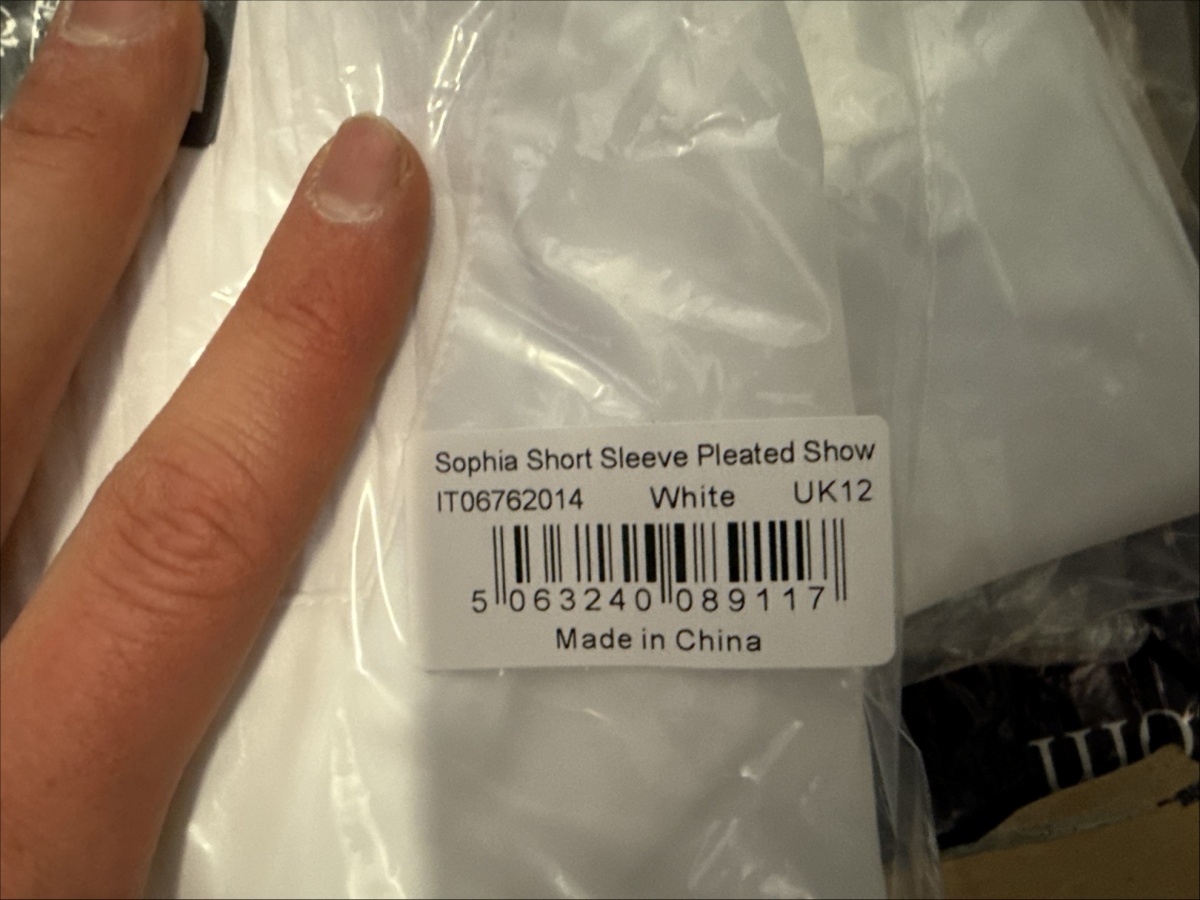 Sophia Short Sleeve Pleated Show
IT06762014 White UK12
5 063240 089117
Made in China